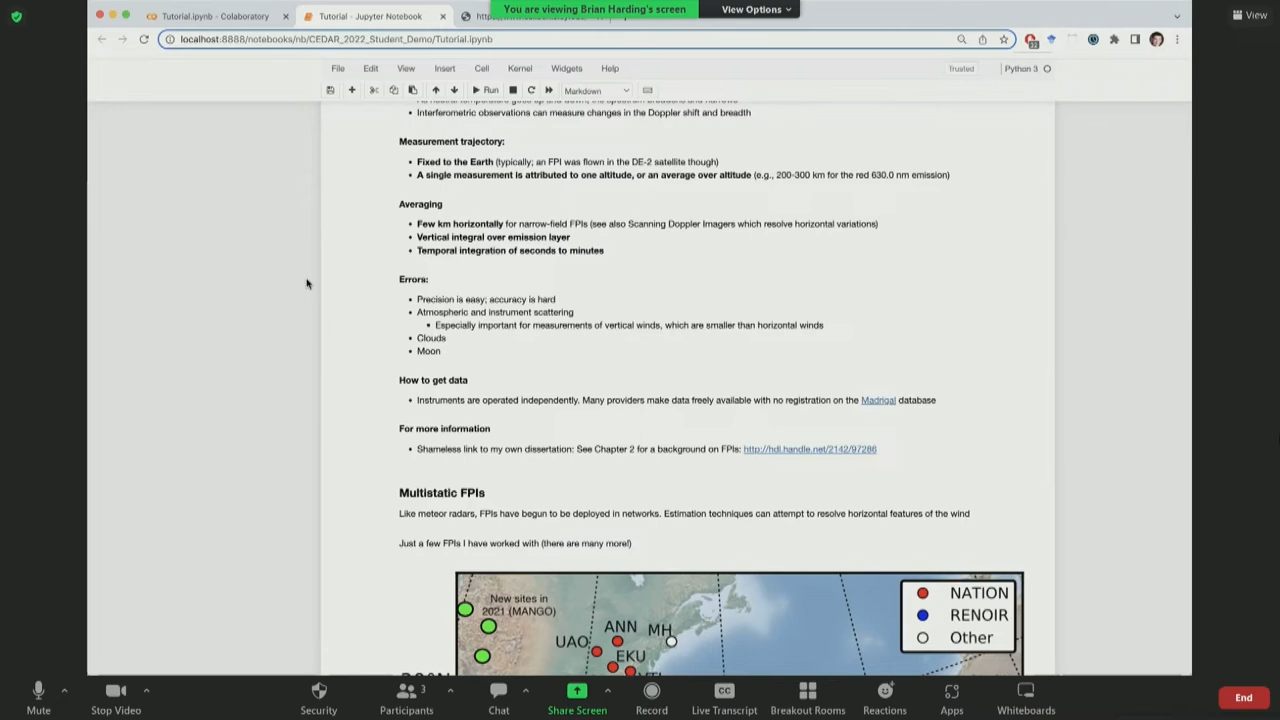 You are viewing Brian Harding's screen
View Options
View
Tutorial.ipynb - Colaboratory
Tutorial - Jupyter Notebook
localhost:8888/notebooks/nb/CEDAR_2022_Student_Demo/Tutorial.ipynb
File Edit View Insert Cell Kernel Widgets Help
Trusted
Python 3
Run
Markdown
Interferometric observations can measure changes in the Doppler shift and breadth
Measurement trajectory:
Fixed to the Earth (typically; an FPI was flown in the DE-2 satellite though)
A single measurement is attributed to one altitude, or an average over altitude (e.g., 200-300 km for the red 630.0 nm emission)
Averaging
Few km horizontally for narrow-field FPIs (see also Scanning Doppler Imagers which resolve horizontal variations)
Vertical integral over emission layer
Temporal integration of seconds to minutes
Errors:
Precision is easy; accuracy is hard
Atmospheric and instrument scattering
Especially important for measurements of vertical winds, which are smaller than horizontal winds
Clouds
Moon
How to get data
Instruments are operated independently. Many providers make data freely available with no registration on the Madrigal database
For more information
Shameless link to my own dissertation: See Chapter 2 for a background on FPIs: http://hdl.handle.net/2142/97286
Multistatic FPIs
Like meteor radars, FPIs have begun to be deployed in networks. Estimation techniques can attempt to resolve horizontal features of the wind
Just a few FPIs I have worked with (there are many more!)
New sites in
2021 (MANGO)
NATION
RENOIR
Other
ANN
MH
UAO
EKU
Mute
Stop Video
Security
Participants
3
Chat
Share Screen
Record
CC
Live Transcript
Breakout Rooms
Reactions
Apps
Whiteboards
End